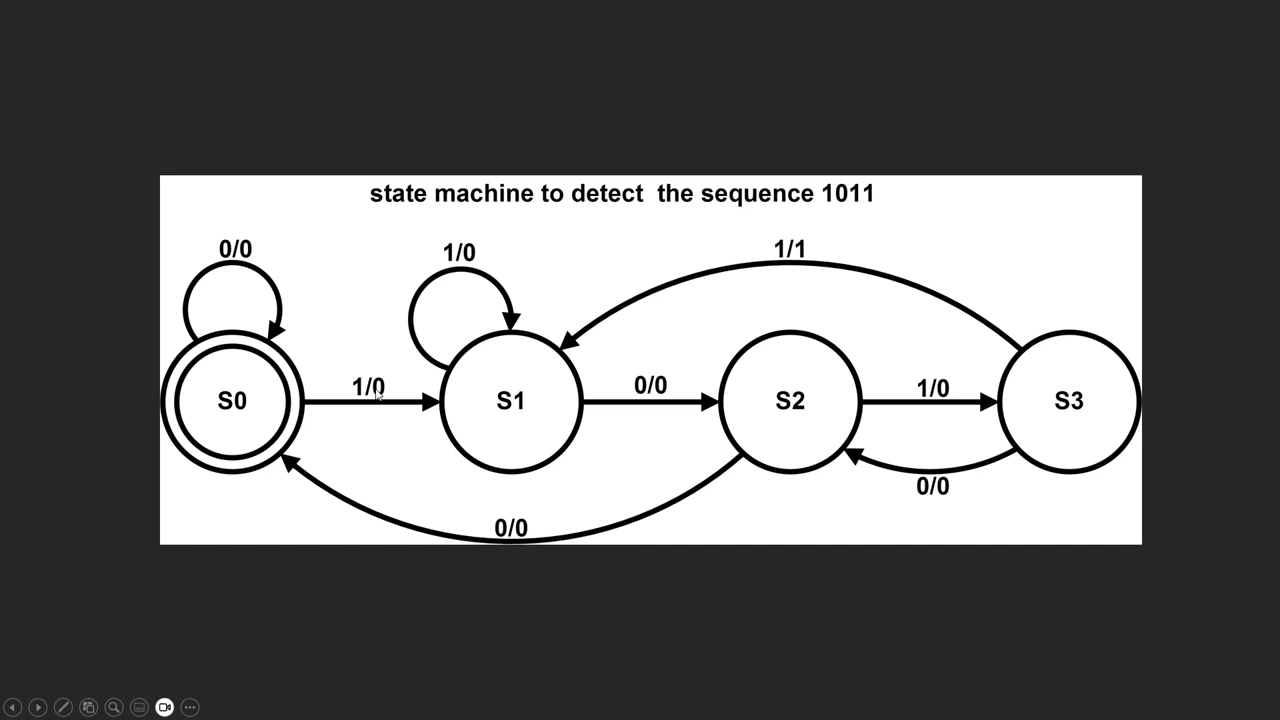 state machine to detect the sequence 1011
0/0
1/0
1/1
S0
1/0
S1
0/0
S2
1/0
S3
0/0
0/0